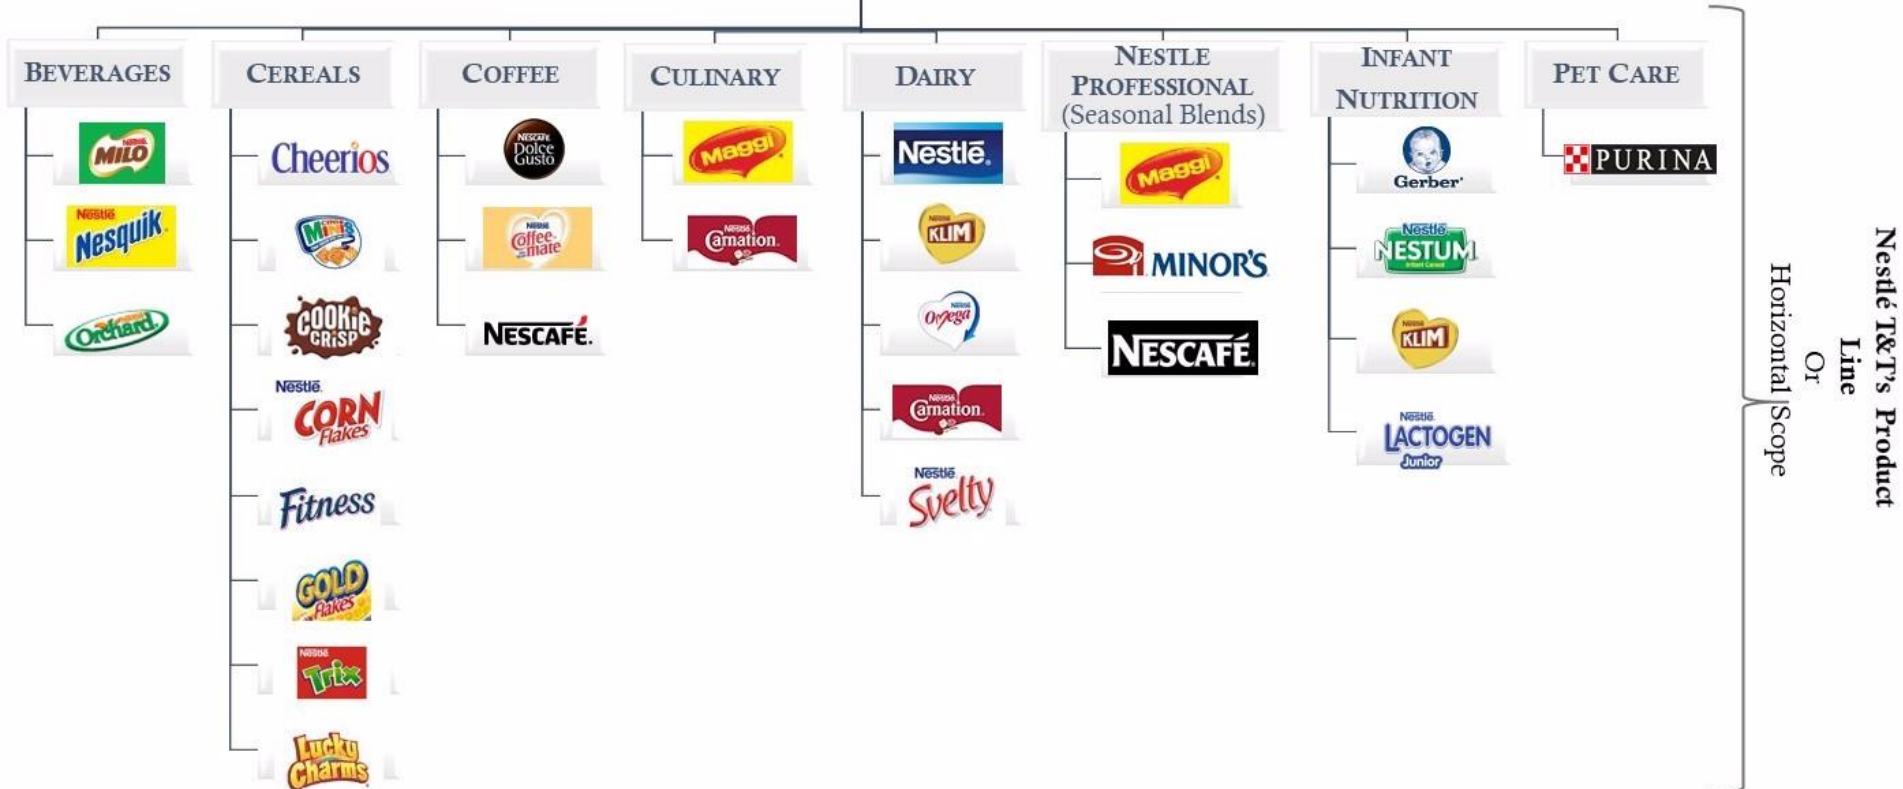 BEVERAGES
Nestlé
MILO
Nestlé
Nesquik
Orchard
CEREALS
Cheerios
MINIS
COOKIE
CRISP
Nestlé
CORN
Flakes
Fitness
GOLD
Flakes
Nestlé
Trix
Lucky
Charms
COFFEE
NESCAFÉ
Dolce
Gusto
Nestlé
Coffee-
mate
NESCAFÉ.
CULINARY
Maggi
Nestlé
Carnation.
DAIRY
Nestlé
Nestlé
KLIM
Nestlé
Omega
Nestlé
Carnation.
Nestlé
Svelty
NESTLE
PROFESSIONAL
(Seasonal Blends)
Maggi
MINOR'S
NESCAFÉ
INFANT
NUTRITION
Gerber
Nestlé
NESTUM
Infant Cereal
Nestlé
KLIM
Nestlé
LACTOGEN
Junior
PET CARE
PURINA
Nestlé T&T's Product
Line
Or
Horizontal Scope